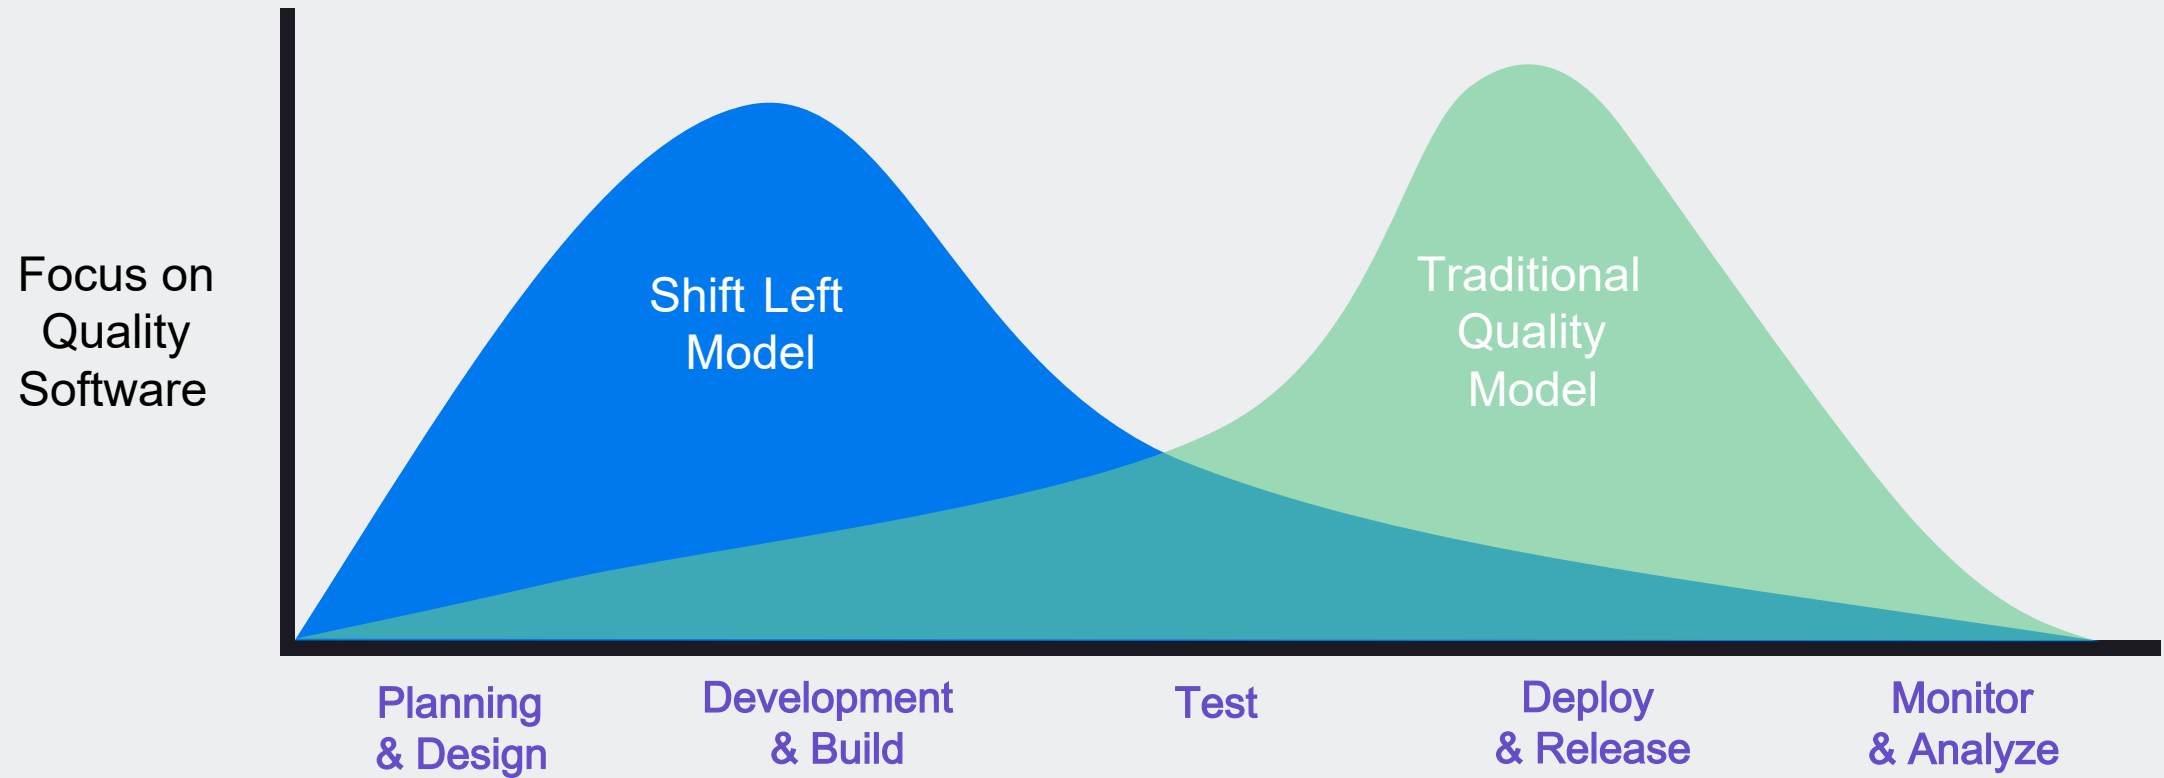 Focus on
Quality
Software
Shift Left
Model
Traditional
Quality
Model
Planning
& Design
Development
& Build
Test
Deploy
& Release
Monitor
& Analyze